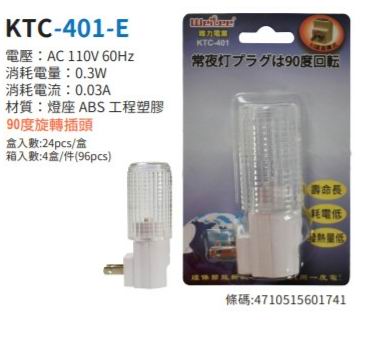 KTC-401-E
電壓：AC 110V 60Hz
消耗電量：0.3W
消耗電流：0.03A
材質：燈座 ABS 工程塑膠
90度旋轉插頭
盒入數:24pcs/盒
箱入數:4盒/件(96pcs)
KTC-401
常夜灯プラグは90度回転
壽命長
耗電低
條碼:4710515601741